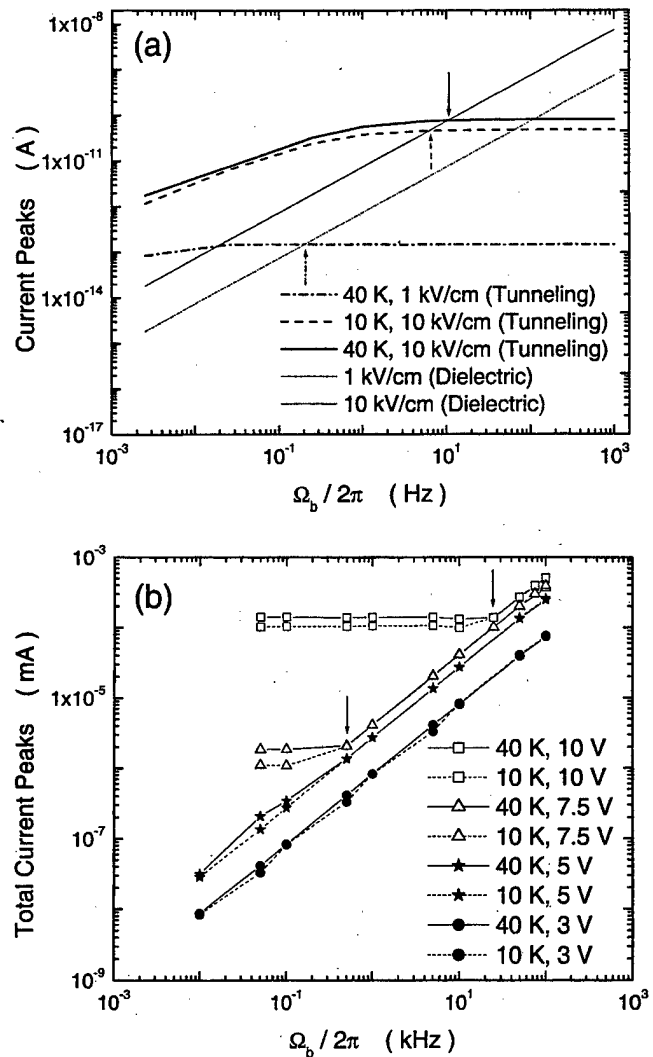 (a)
1x10⁻⁸
1x10⁻¹¹
1x10⁻¹⁴
10⁻¹⁷
Current Peaks ( A )
40 K, 1 kV/cm (Tunneling)
10 K, 10 kV/cm (Tunneling)
40 K, 10 kV/cm (Tunneling)
1 kV/cm (Dielectric)
10 kV/cm (Dielectric)
10⁻³ 10⁻¹ 10¹ 10³
Ω_b / 2π ( Hz )
(b)
10⁻³
1x10⁻⁵
10⁻⁷
10⁻⁹
Total Current Peaks ( mA )
40 K, 10 V
10 K, 10 V
40 K, 7.5 V
10 K, 7.5 V
40 K, 5 V
10 K, 5 V
40 K, 3 V
10 K, 3 V
10⁻³ 10⁻¹ 10¹ 10³
Ω_b / 2π ( kHz )